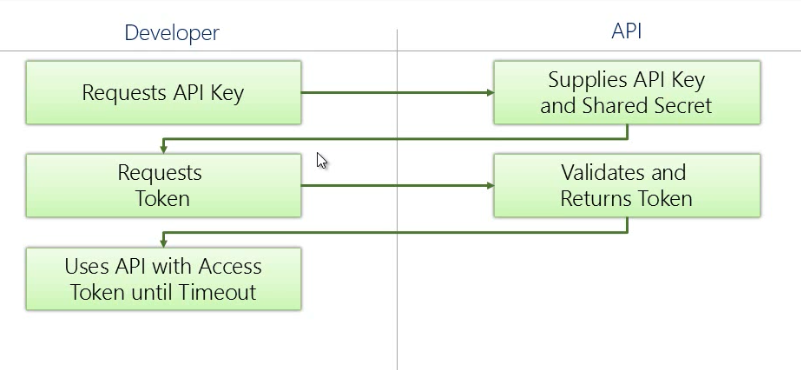 Developer
API
Requests API Key
Supplies API Key
and Shared Secret
Requests
Token
Validates and
Returns Token
Uses API with Access
Token until Timeout